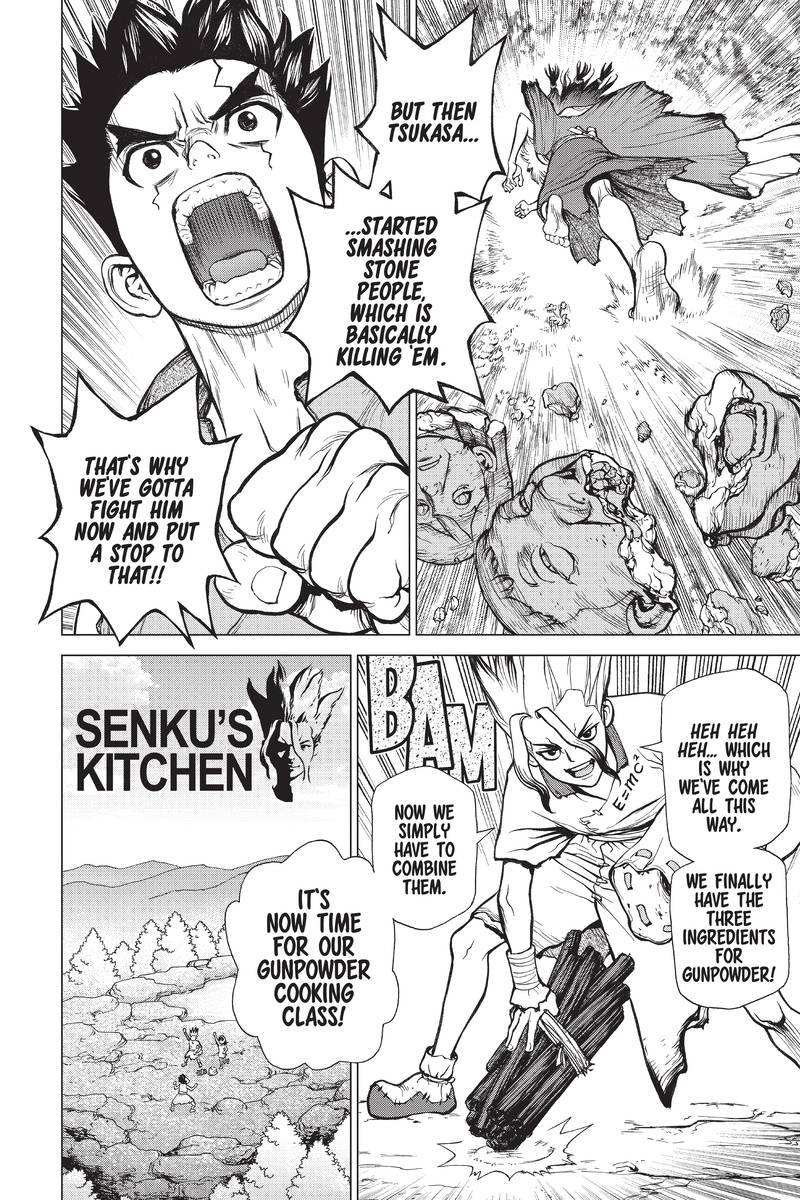 BUT THEN
TSUKASA...
...STARTED
SMASHING
STONE
PEOPLE,
WHICH IS
BASICALLY
KILLING 'EM.
THAT'S WHY
WE'VE GOTTA
FIGHT HIM
NOW AND PUT
A STOP TO
THAT!!
BAM
HEH HEH
HEH... WHICH
IS WHY
WE'VE COME
ALL THIS
WAY.
E=mc²
WE FINALLY
HAVE THE
THREE
INGREDIENTS
FOR
GUNPOWDER!
NOW WE
SIMPLY
HAVE TO
COMBINE
THEM.
SENKU'S
KITCHEN
IT'S
NOW TIME
FOR OUR
GUNPOWDER
COOKING
CLASS!